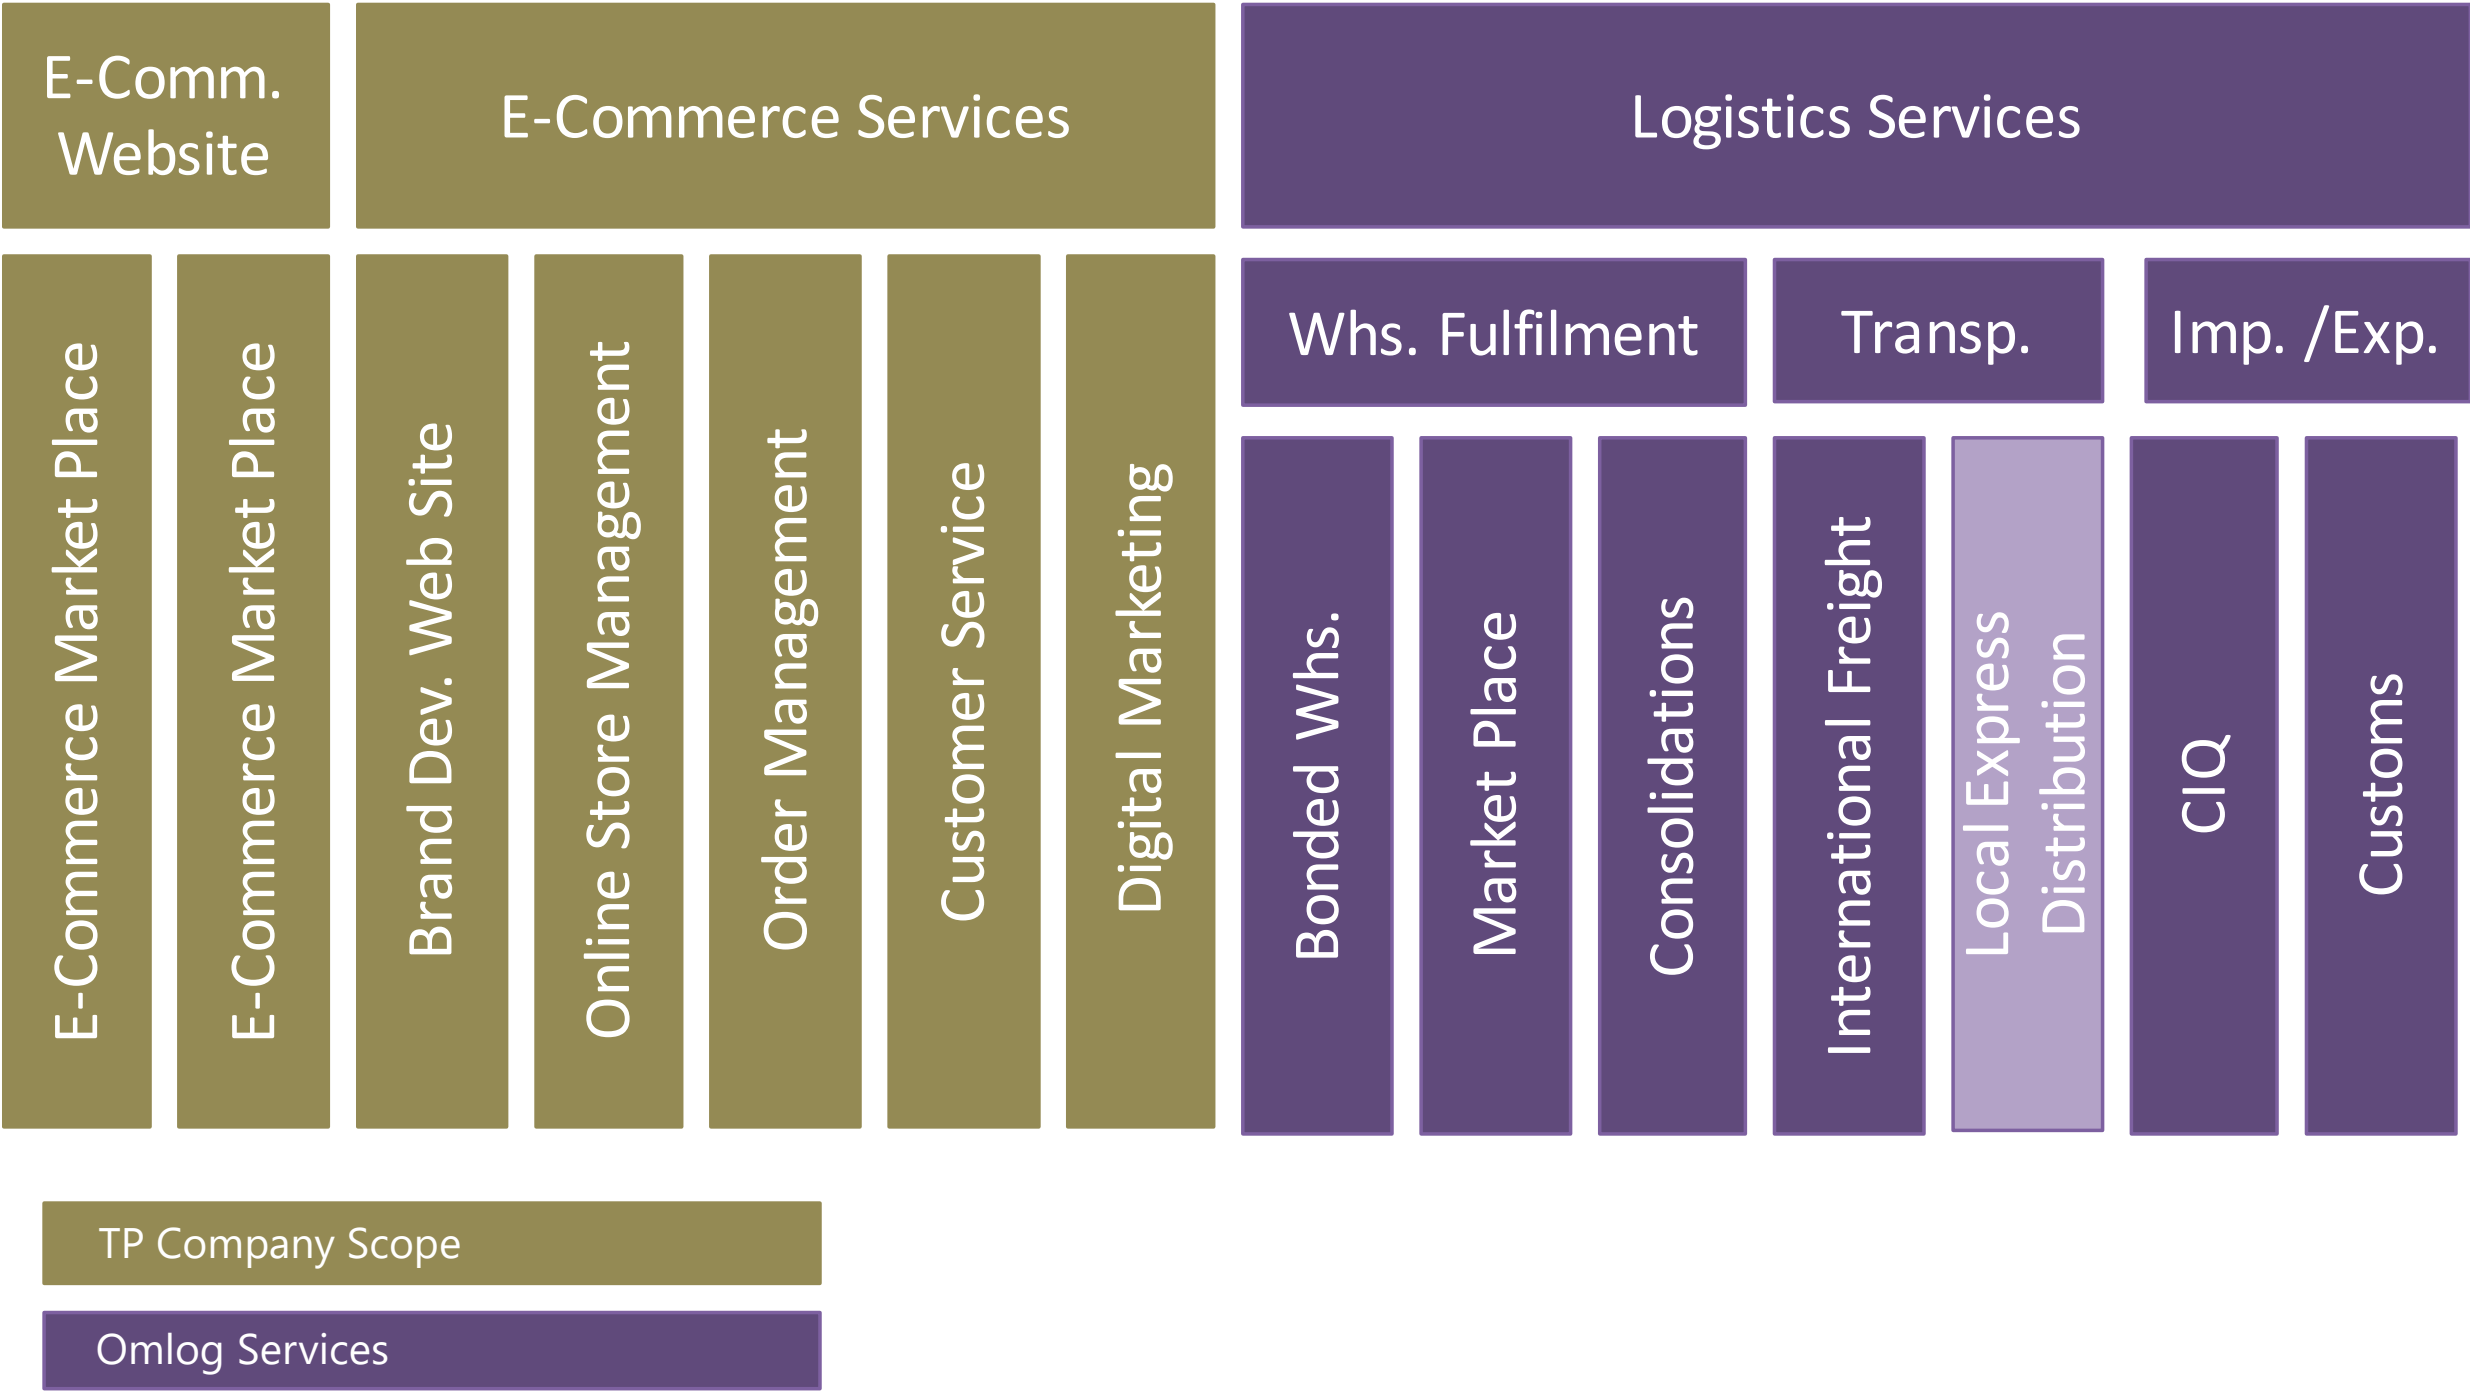 E-Comm.
Website
E-Commerce Services
Logistics Services
Whs. Fulfilment
Transp.
Imp. /Exp.
E-Commerce Market Place
E-Commerce Market Place
Brand Dev. Web Site
Online Store Management
Order Management
Customer Service
Digital Marketing
Bonded Whs.
Market Place
Consolidations
International Freight
Local Express
Distribution
CIQ
Customs
TP Company Scope
Omlog Services